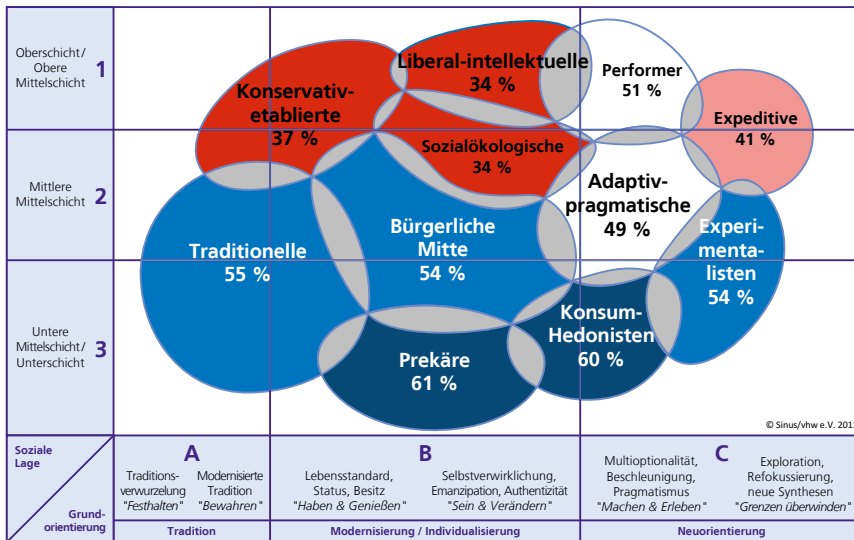 Oberschicht/
Obere
Mittelschicht
1
Mittlere
Mittelschicht
2
Untere
Mittelschicht/
Unterschicht
3
Liberal-intellektuelle
34 %
Performer
51 %
Konservativ-
etablierte
37 %
Expeditive
41 %
Sozialökologische
34 %
Adaptiv-
pragmatische
49 %
Traditionelle
55 %
Bürgerliche
Mitte
54 %
Experi-
menta-
listen
54 %
Konsum-
Hedonisten
60 %
Prekäre
61 %
Soziale
Lage
Grund-
orientierung
A
Traditions-
verwurzelung
"Festhalten"
Modernisierte
Tradition
"Bewahren"
B
Lebensstandard,
Status, Besitz
"Haben & Genießen"
Selbstverwirklichung,
Emanzipation, Authentizität
"Sein & Verändern"
C
Multioptionalität,
Beschleunigung,
Pragmatismus
"Machen & Erleben"
Exploration,
Refokussierung,
neue Synthesen
"Grenzen überwinden"
Tradition
Modernisierung / Individualisierung
Neuorientierung
© Sinus/vhw e.V.